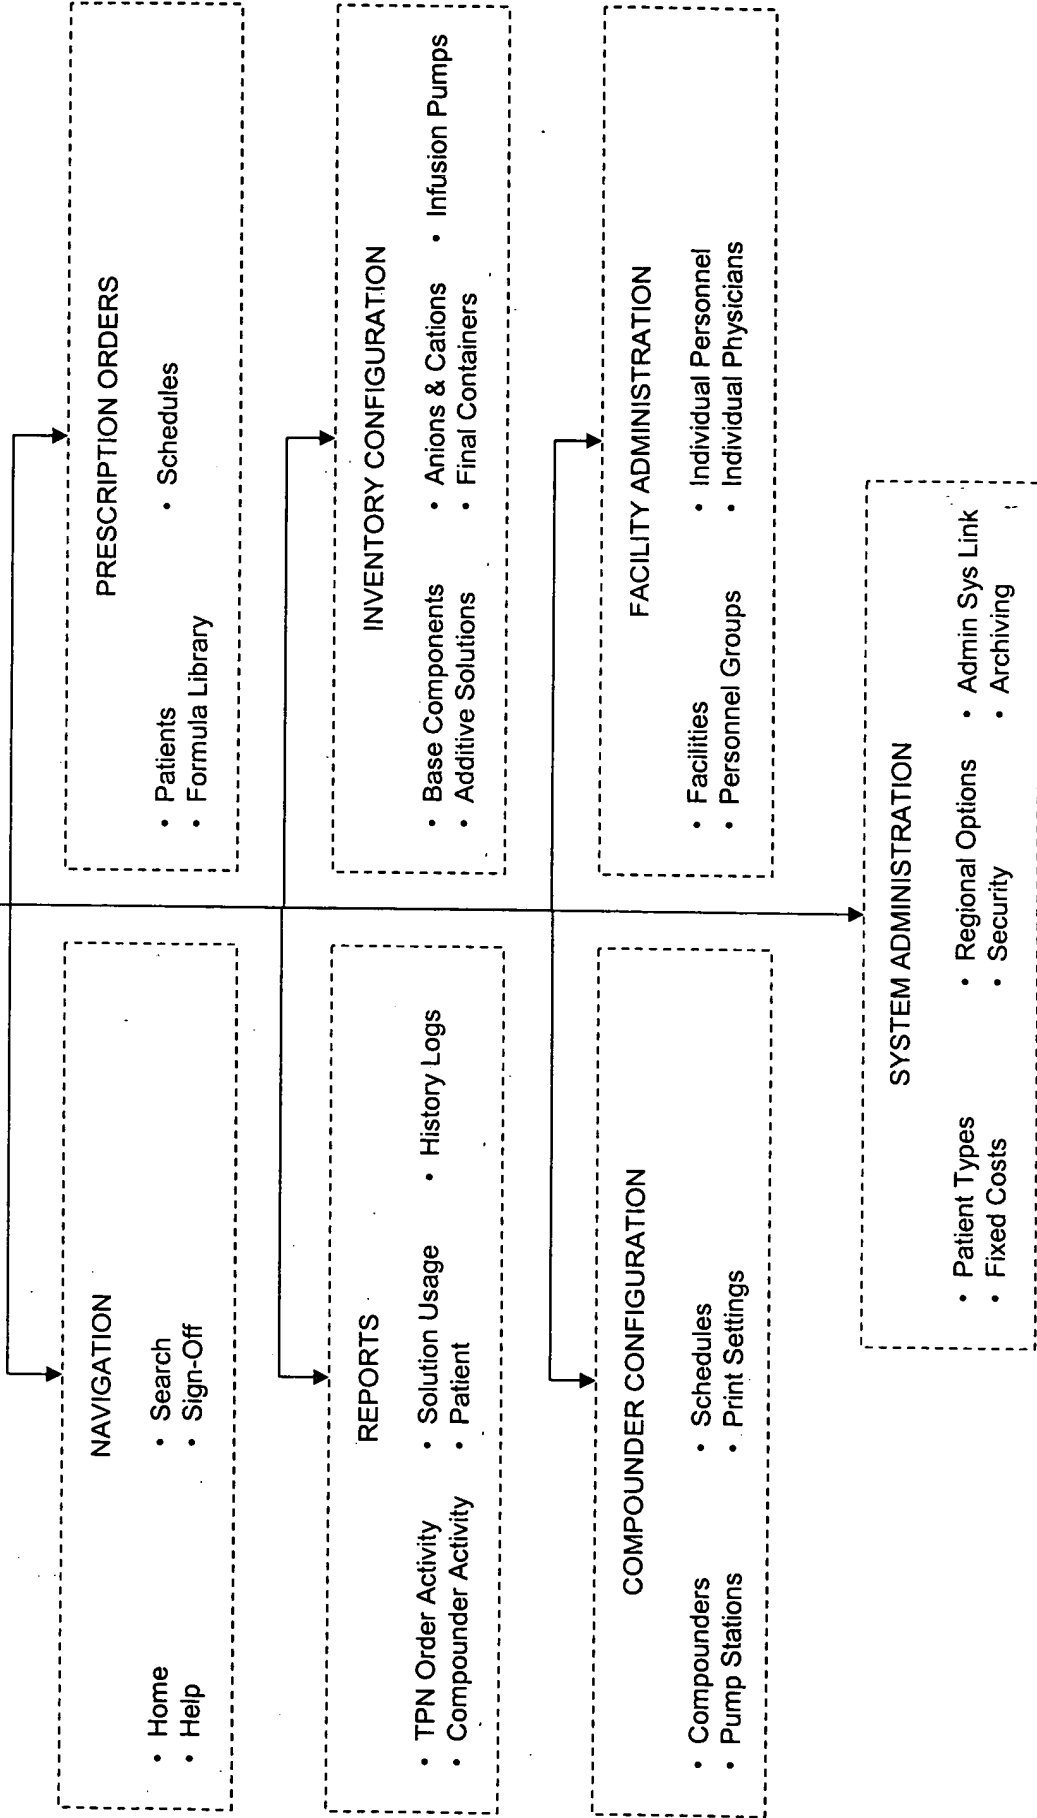 NAVIGATION
• Home
• Help
• Search
• Sign-Off
PRESCRIPTION ORDERS
• Patients
• Formula Library
• Schedules
REPORTS
• TPN Order Activity
• Compounder Activity
• Solution Usage
• Patient
• History Logs
INVENTORY CONFIGURATION
• Base Components
• Additive Solutions
• Anions & Cations
• Final Containers
• Infusion Pumps
COMPOUNDER CONFIGURATION
• Compounders
• Pump Stations
• Schedules
• Print Settings
FACILITY ADMINISTRATION
• Facilities
• Personnel Groups
• Individual Personnel
• Individual Physicians
SYSTEM ADMINISTRATION
• Patient Types
• Fixed Costs
• Regional Options
• Security
• Admin Sys Link
• Archiving